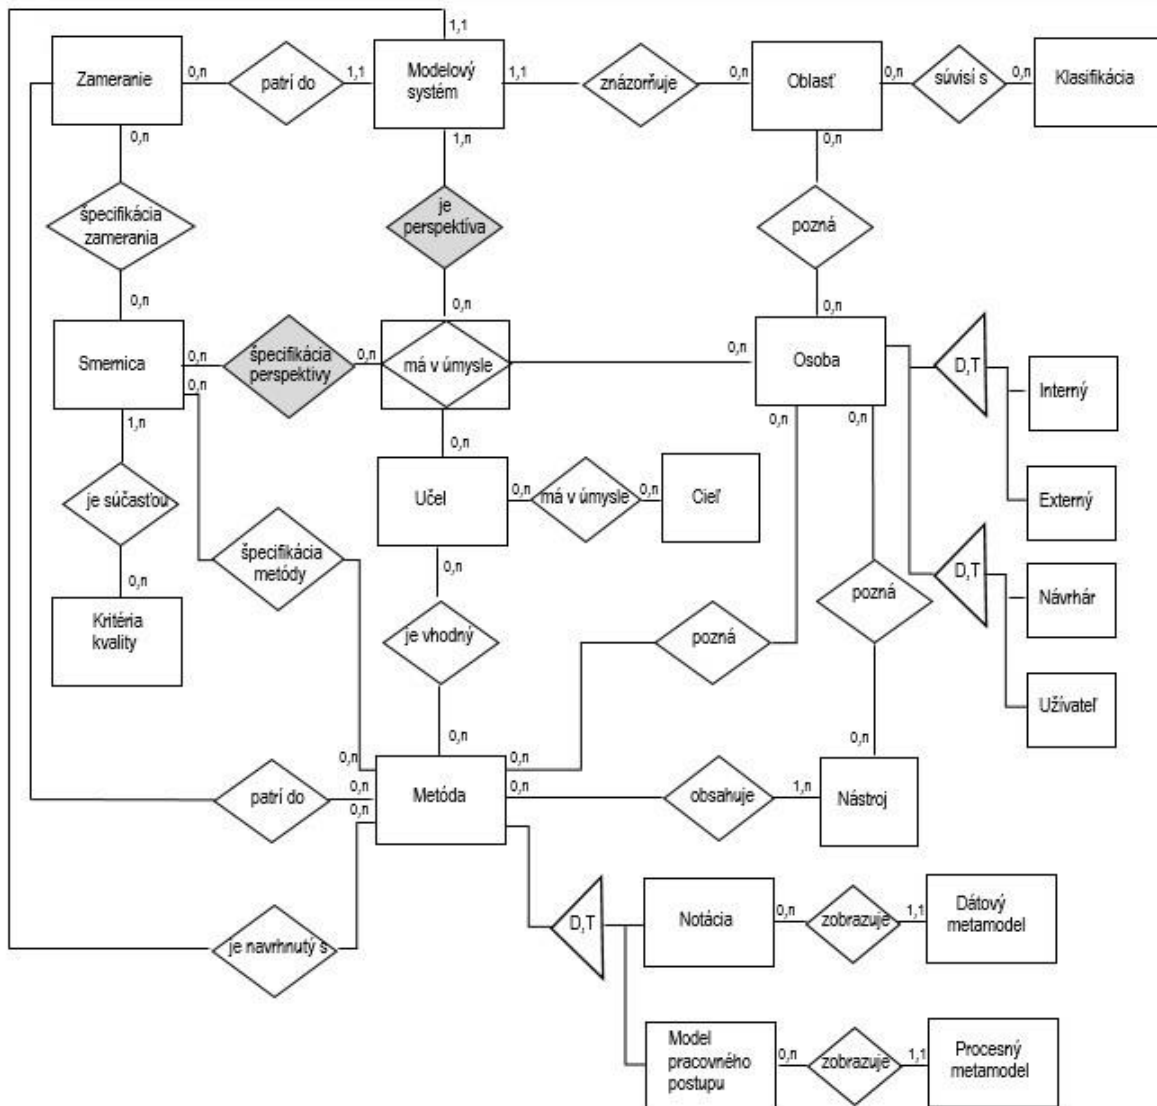 1,1
Zameranie
0,n
patrí do
1,1
Modelový
systém
1,1
znázorňuje
0,n
Oblasť
0,n
súvisí s
0,n
Klasifikácia
0,n
1,n
0,n
špecifikácia
zamerania
je
perspektíva
pozná
0,n
0,n
0,n
Smernica
0,n
špecifikácia
perspektívy
0,n
má v úmysle
0,n
Osoba
D,T
Interný
0,n
1,n
0,n
0,n
0,n
je súčasťou
Učel
0,n
má v úmysle
0,n
Cieľ
Externý
špecifikácia
metódy
0,n
0,n
D,T
Návrhár
Kritéria
kvality
je vhodný
pozná
pozná
Užívateľ
0,n
0,n
0,n
0,n
patrí do
0,n
0,n
Metóda
0,n
obsahuje
1,n
Nástroj
je navrhnutý s
D,T
Notácia
0,n
zobrazuje
1,1
Dátový
metamodel
Model
pracovného
postupu
0,n
zobrazuje
1,1
Procesný
metamodel